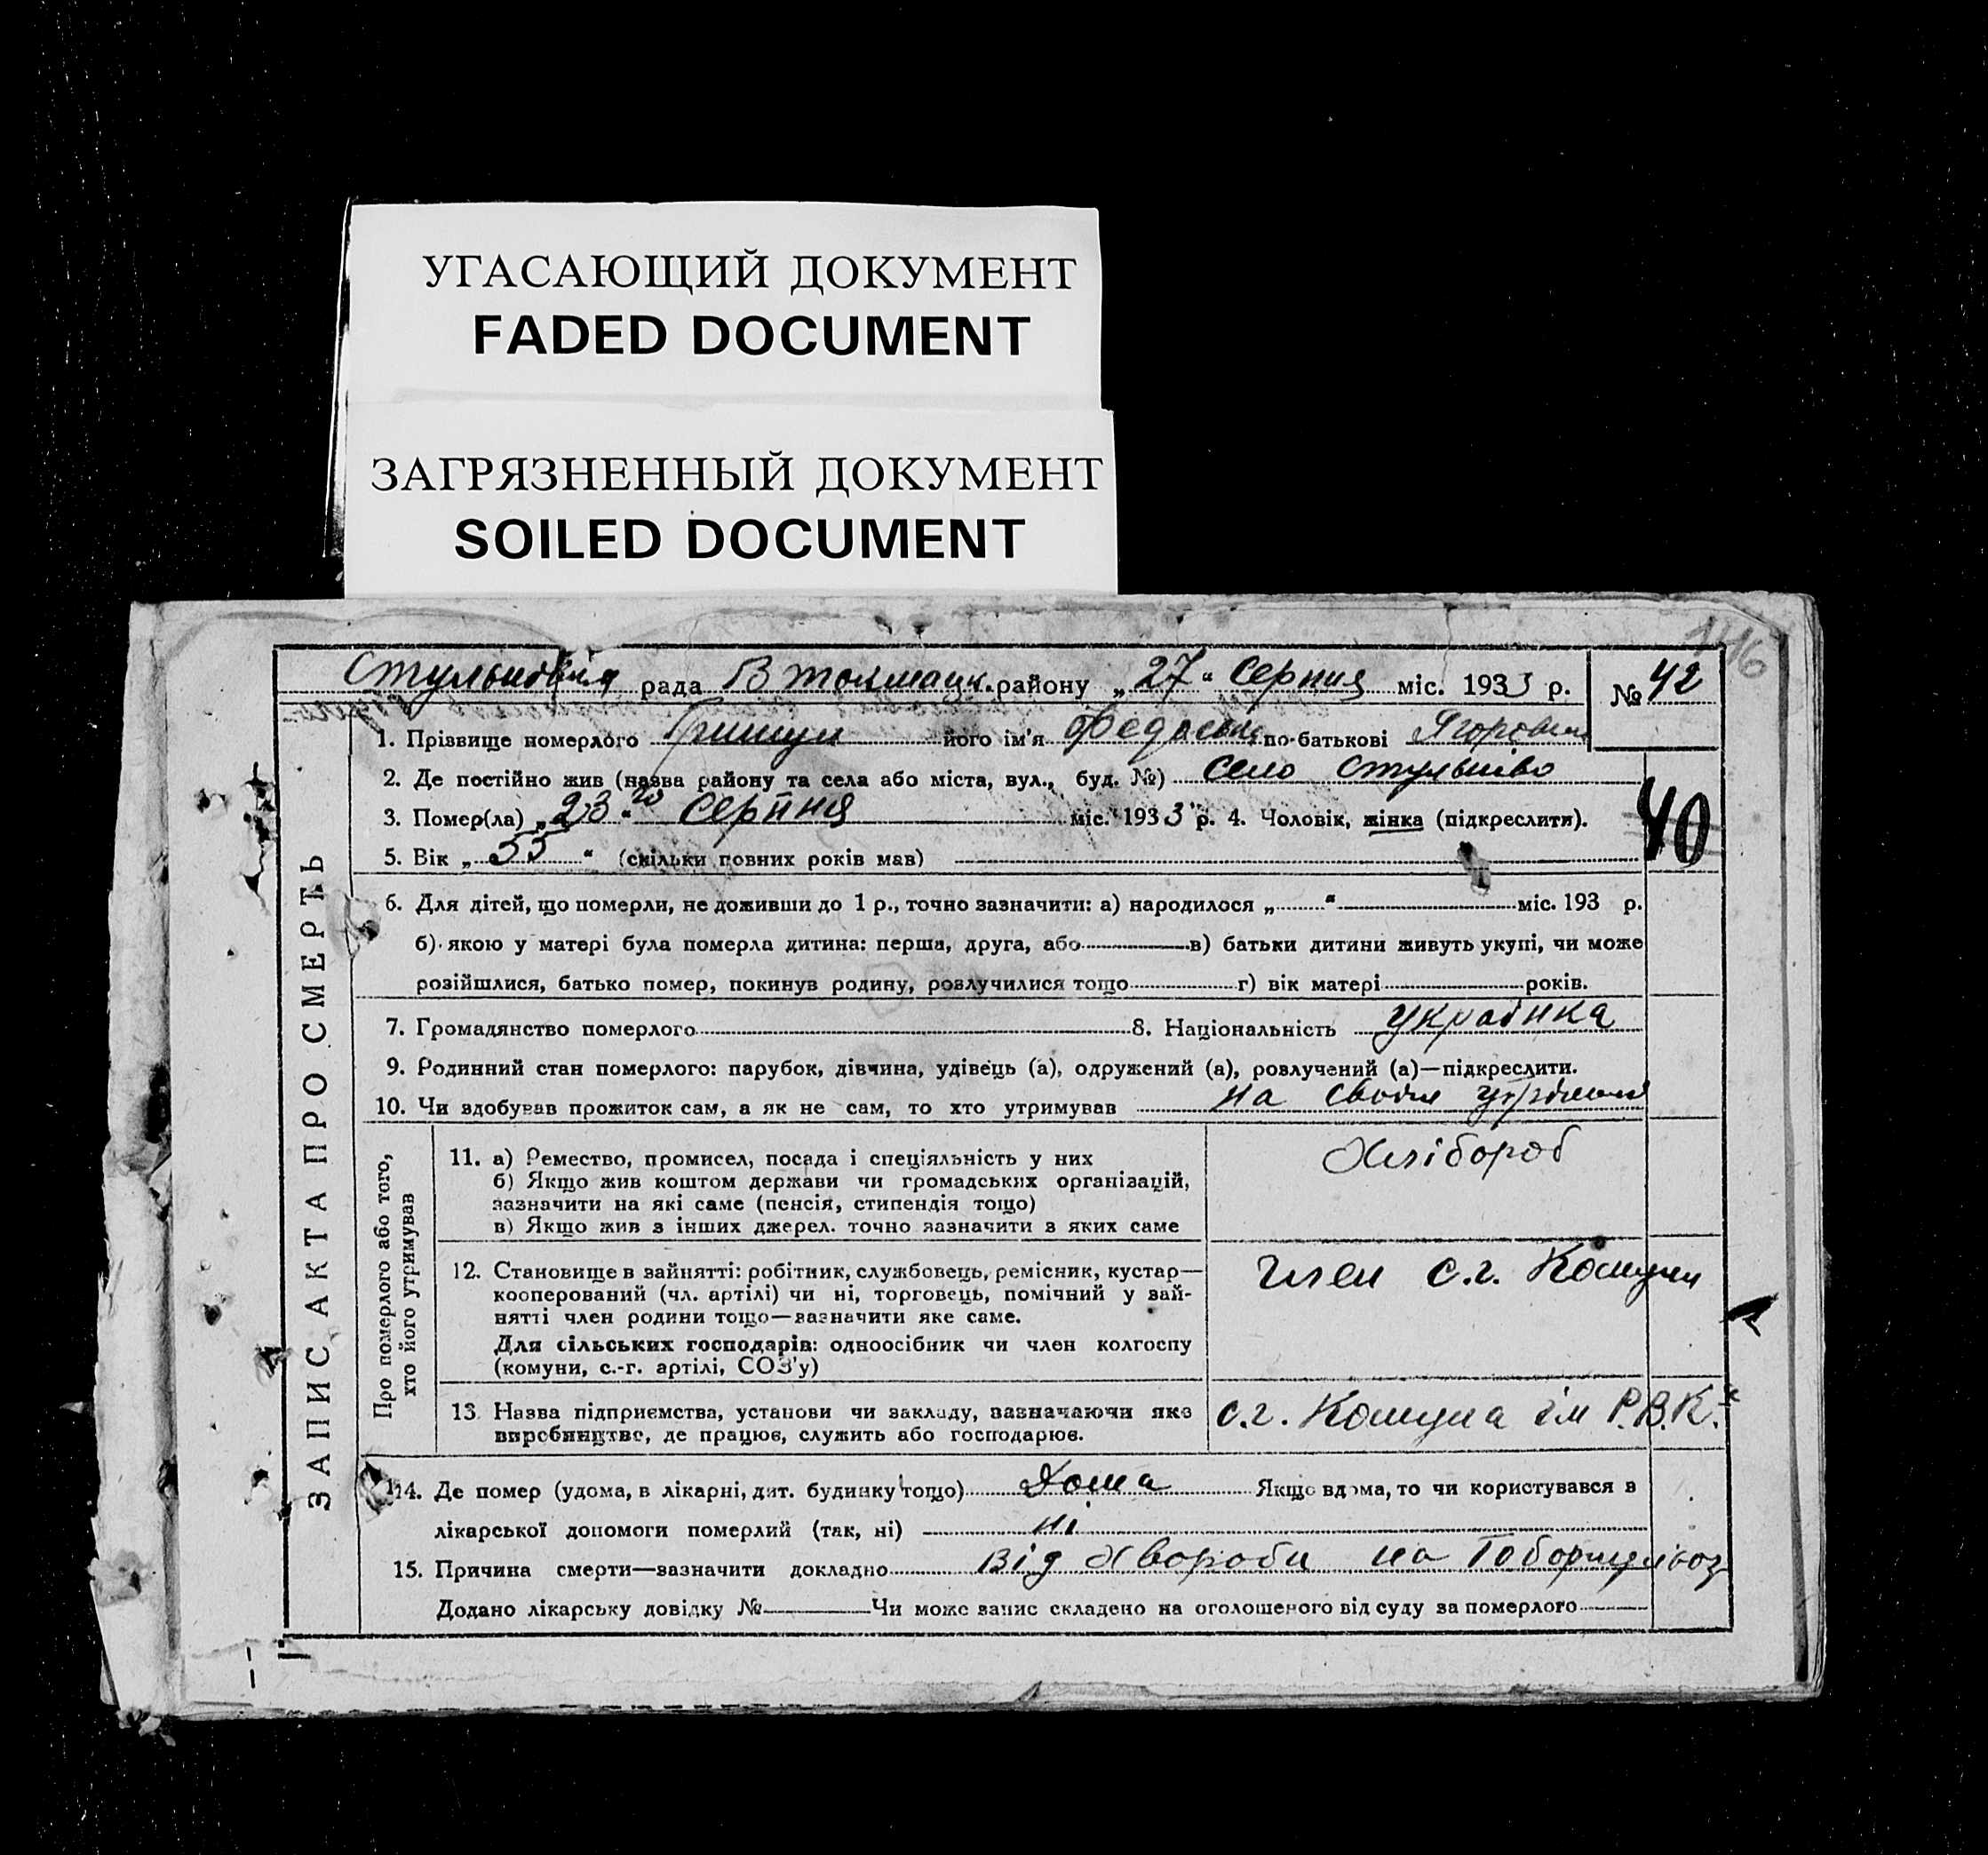 УГАСАЮЩИЙ ДОКУМЕНТ
FADED DOCUMENT
ЗАГРЯЗНЕННЫЙ ДОКУМЕНТ
SOILED DOCUMENT
146
рада В Токмацк. району „27“ Серпня міс. 1933 р. № 42
1. Прізвище померлого Гришун його ім'я по-батькові
2. Де постійно жив (назва району та села або міста, вул., буд. №) село
3. Помер(ла) „23“го серпня міс. 1933 р. 4. Чоловік, жінка (підкреслити).
40
5. Вік „55“ (скільки повних років мав)
6. Для дітей, що померли, не доживши до 1 р., точно зазначити: а) народилося „ “ міс. 193 р.
б) якою у матері була померла дитина: перша, друга, або в) батьки дитини живуть укупі, чи може
розійшлися, батько помер, покинув родину, розлучилися тощо г) вік матері років.
7. Громадянство померлого 8. Національність українка
9. Родинний стан померлого: парубок, дівчина, удівець (а), одружений (а), розлучений (а)—підкреслити.
10. Чи здобував прожиток сам, а як не сам, то хто утримував на своїм
ЗАПИС АКТА ПРО СМЕРТЬ
Про померлого або того,
хто його утримував
11. а) Ремество, промисел, посада і спеціяльність у них
б) Якщо жив коштом держави чи громадських організацій,
зазначити на які саме (пенсія, стипендія тощо)
в) Якщо жив з інших джерел. точно зазначити з яких саме
Хлібороб
12. Становище в зайнятті: робітник, службовець, ремісник, кустар—
кооперований (чл. артілі) чи ні, торговець, помічний у зай-
нятті член родини тощо—зазначити яке саме.
Для сільських господарів: одноосібник чи член колгоспу
(комуни, с.-г. артілі, СОЗ'у)
член с.г. Комуни
1
13. Назва підприємства, установи чи закладу, зазначаючи яке
виробництво, де працює, служить або господарює.
с.г. Комуна ім Р.В.К.
14. Де помер (удома, в лікарні, дит. будинку тощо) Дома Якщо вдома, то чи користувався в
лікарської допомоги померлий (так, ні) ні
15. Причина смерти—зазначити докладно Від Хвороби на
Додано лікарську довідку № Чи може запис складено на оголошеного від суду за померлого